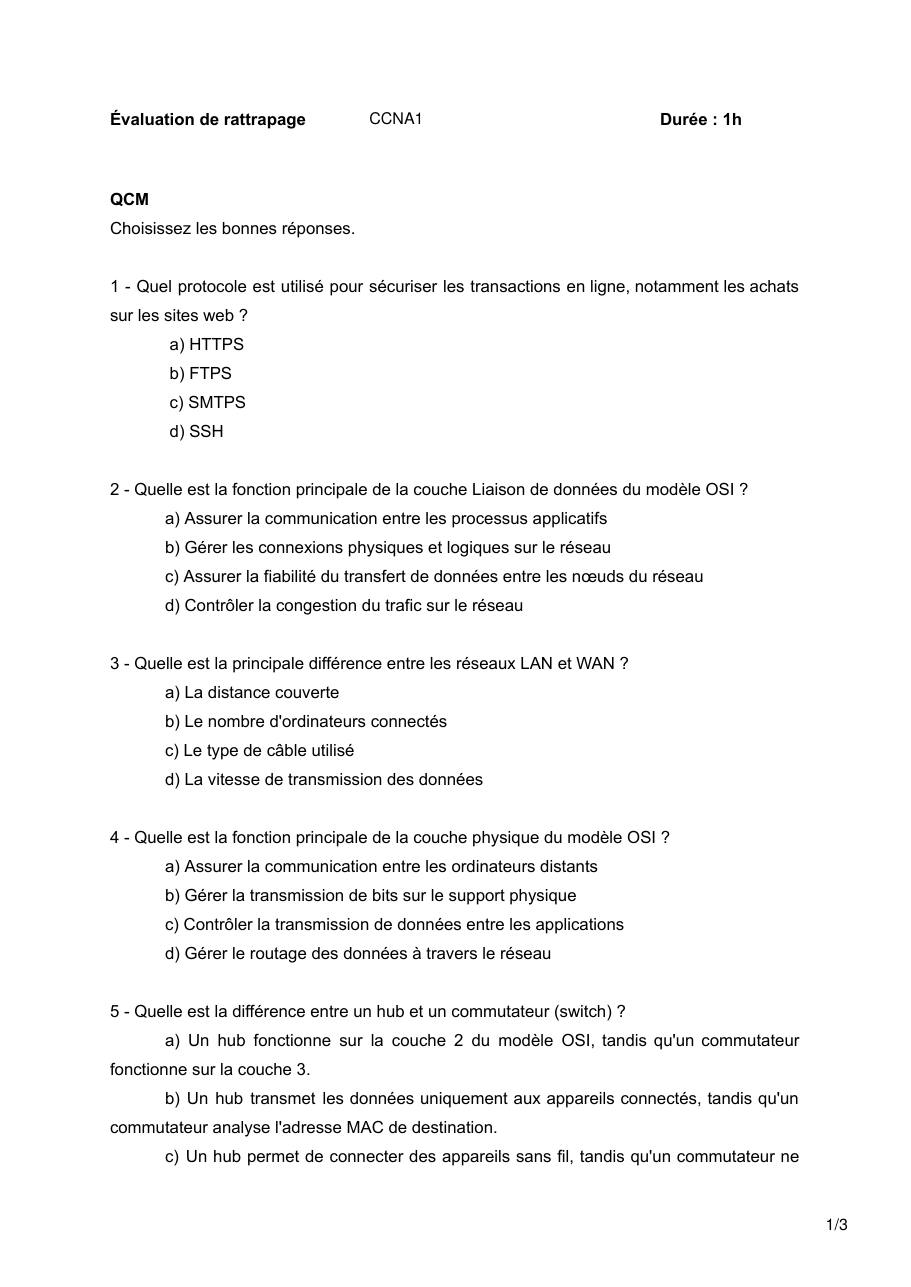 Évaluation de rattrapage CCNA1 Durée : 1h
QCM
Choisissez les bonnes réponses.
1 - Quel protocole est utilisé pour sécuriser les transactions en ligne, notamment les achats
sur les sites web ?
a) HTTPS
b) FTPS
c) SMTPS
d) SSH
2 - Quelle est la fonction principale de la couche Liaison de données du modèle OSI ?
a) Assurer la communication entre les processus applicatifs
b) Gérer les connexions physiques et logiques sur le réseau
c) Assurer la fiabilité du transfert de données entre les nœuds du réseau
d) Contrôler la congestion du trafic sur le réseau
3 - Quelle est la principale différence entre les réseaux LAN et WAN ?
a) La distance couverte
b) Le nombre d'ordinateurs connectés
c) Le type de câble utilisé
d) La vitesse de transmission des données
4 - Quelle est la fonction principale de la couche physique du modèle OSI ?
a) Assurer la communication entre les ordinateurs distants
b) Gérer la transmission de bits sur le support physique
c) Contrôler la transmission de données entre les applications
d) Gérer le routage des données à travers le réseau
5 - Quelle est la différence entre un hub et un commutateur (switch) ?
a) Un hub fonctionne sur la couche 2 du modèle OSI, tandis qu'un commutateur
fonctionne sur la couche 3.
b) Un hub transmet les données uniquement aux appareils connectés, tandis qu'un
commutateur analyse l'adresse MAC de destination.
c) Un hub permet de connecter des appareils sans fil, tandis qu'un commutateur ne
1/3